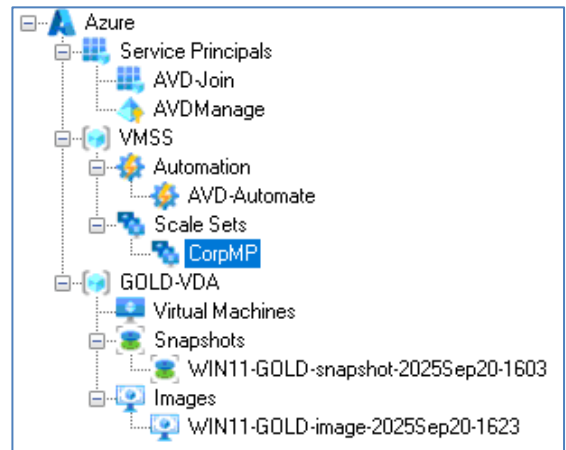 Azure
Service Principals
AVD-Join
AVDManage
VMSS
Automation
AVD-Automate
Scale Sets
CorpMP
GOLD-VDA
Virtual Machines
Snapshots
WIN11-GOLD-snapshot-2025Sep20-1603
Images
WIN11-GOLD-image-2025Sep20-1623